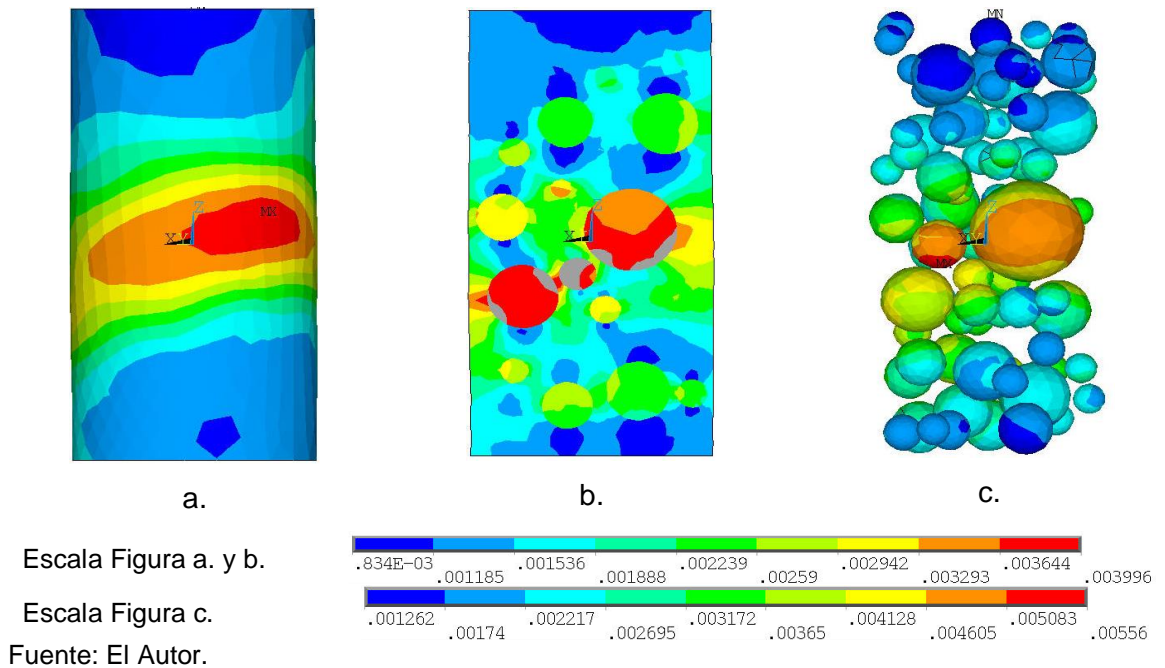 MN
Z
MX
X
Y
Z
X
Z
X
MX
a.
b.
c.
Escala Figura a. y b.
.834E-03
.001185
.001536
.001888
.002239
.00259
.002942
.003293
.003644
.003996
Escala Figura c.
.001262
.00174
.002217
.002695
.003172
.00365
.004128
.004605
.005083
.00556
Fuente: El Autor.